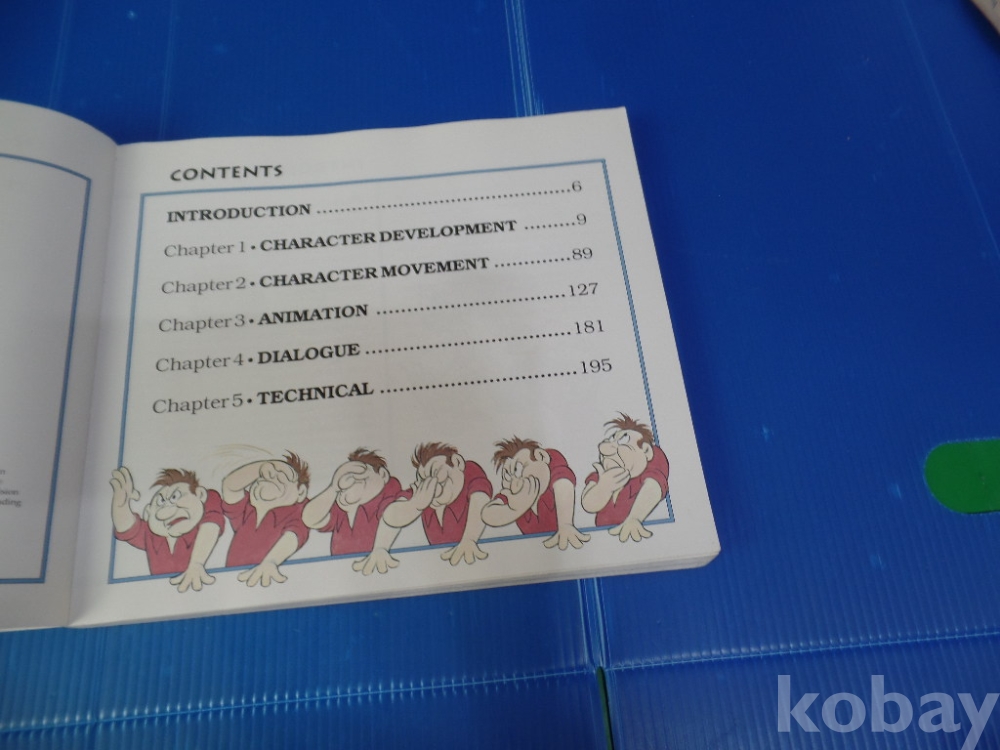 CONTENTS
INTRODUCTION ............................................6
Chapter 1 • CHARACTER DEVELOPMENT .........9
Chapter 2 • CHARACTER MOVEMENT .............89
Chapter 3 • ANIMATION ..............................127
Chapter 4 • DIALOGUE .................................181
Chapter 5 • TECHNICAL ...............................195
kobay